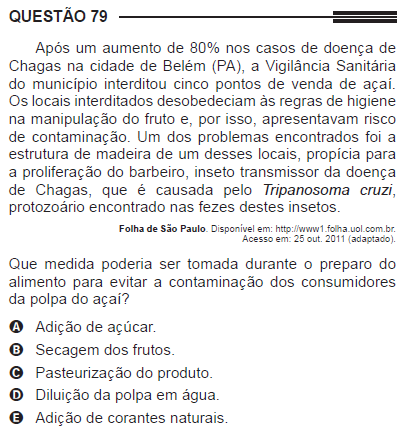 QUESTÃO 79
Após um aumento de 80% nos casos de doença de
Chagas na cidade de Belém (PA), a Vigilância Sanitária
do município interditou cinco pontos de venda de açaí.
Os locais interditados desobedeciam às regras de higiene
na manipulação do fruto e, por isso, apresentavam risco
de contaminação. Um dos problemas encontrados foi a
estrutura de madeira de um desses locais, propícia para
a proliferação do barbeiro, inseto transmissor da doença
de Chagas, que é causada pelo Tripanosoma cruzi,
protozoário encontrado nas fezes destes insetos.
Folha de São Paulo. Disponível em: http://www1.folha.uol.com.br.
Acesso em: 25 out. 2011 (adaptado).
Que medida poderia ser tomada durante o preparo do
alimento para evitar a contaminação dos consumidores
da polpa do açaí?
A Adição de açúcar.
B Secagem dos frutos.
C Pasteurização do produto.
D Diluição da polpa em água.
E Adição de corantes naturais.